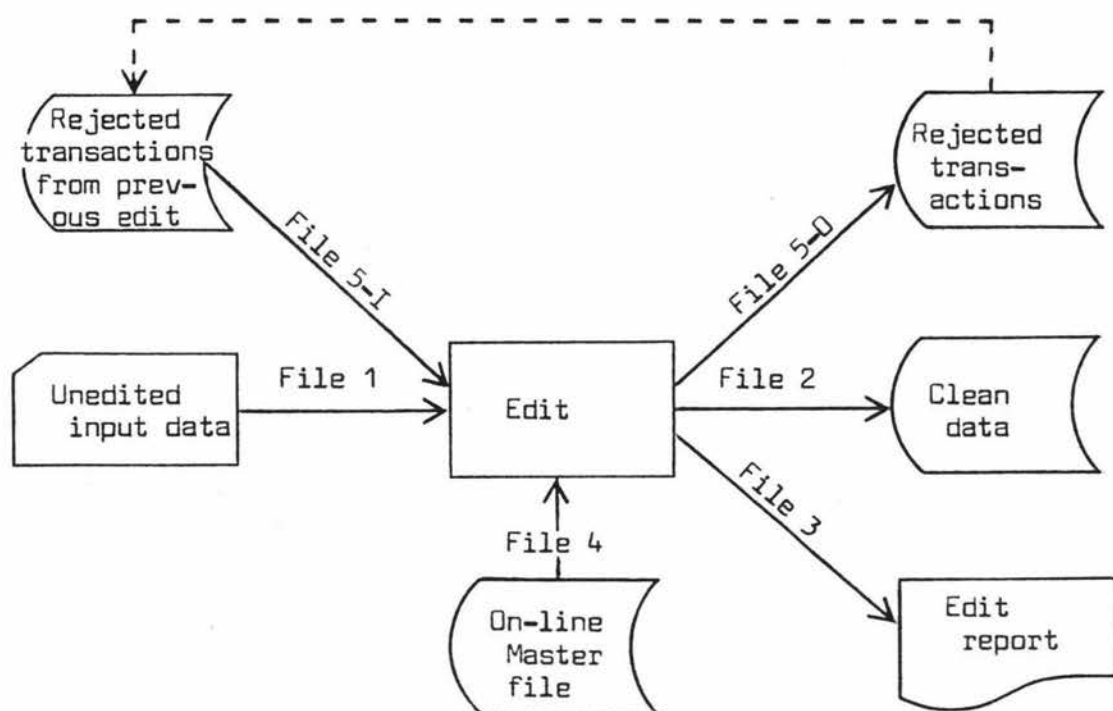 Rejected
transactions
from prev-
ous edit
Rejected
trans-
actions
File 5-I
File 5-O
Unedited
input data
File 1
Edit
File 2
Clean
data
File 3
File 4
On-line
Master
file
Edit
report